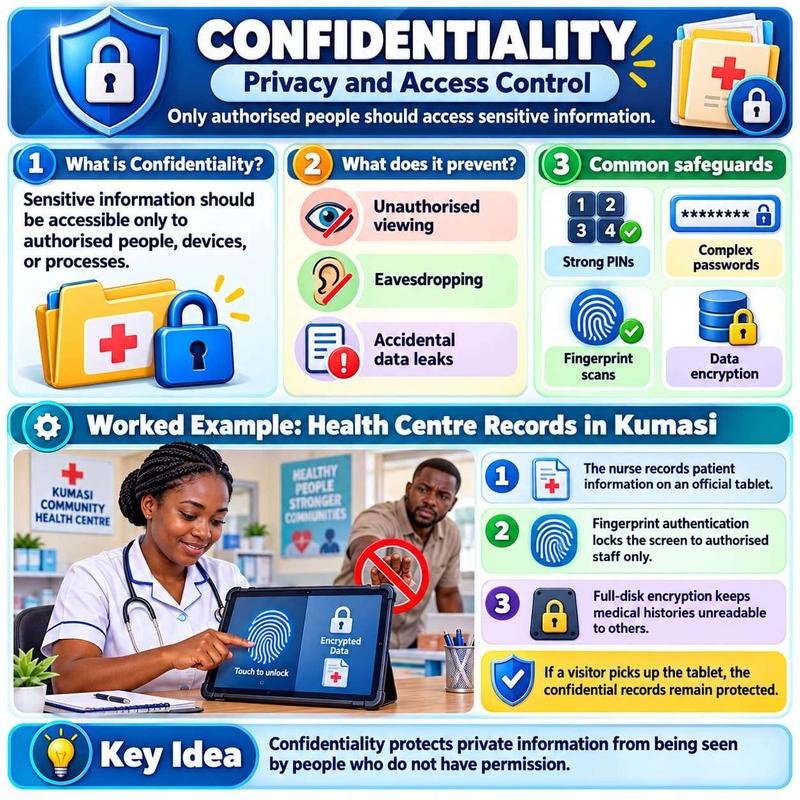 CONFIDENTIALITY
Privacy and Access Control
Only authorised people should access sensitive information.
1 What is Confidentiality?
Sensitive information should
be accessible only to
authorised people, devices,
or processes.
2 What does it prevent?
Unauthorised
viewing
Eavesdropping
Accidental
data leaks
3 Common safeguards
1 2
3 4
Strong PINs
********
Complex
passwords
Fingerprint
scans
Data
encryption
Worked Example: Health Centre Records in Kumasi
KUMASI
COMMUNITY
HEALTH CENTRE
HEALTHY
PEOPLE
STRONGER
COMMUNITIES
Touch to unlock
Encrypted
Data
1 The nurse records patient
information on an official tablet.
2 Fingerprint authentication
locks the screen to authorised
staff only.
3 Full-disk encryption keeps
medical histories unreadable
to others.
If a visitor picks up the tablet, the
confidential records remain protected.
Key Idea
Confidentiality protects private information from being seen
by people who do not have permission.